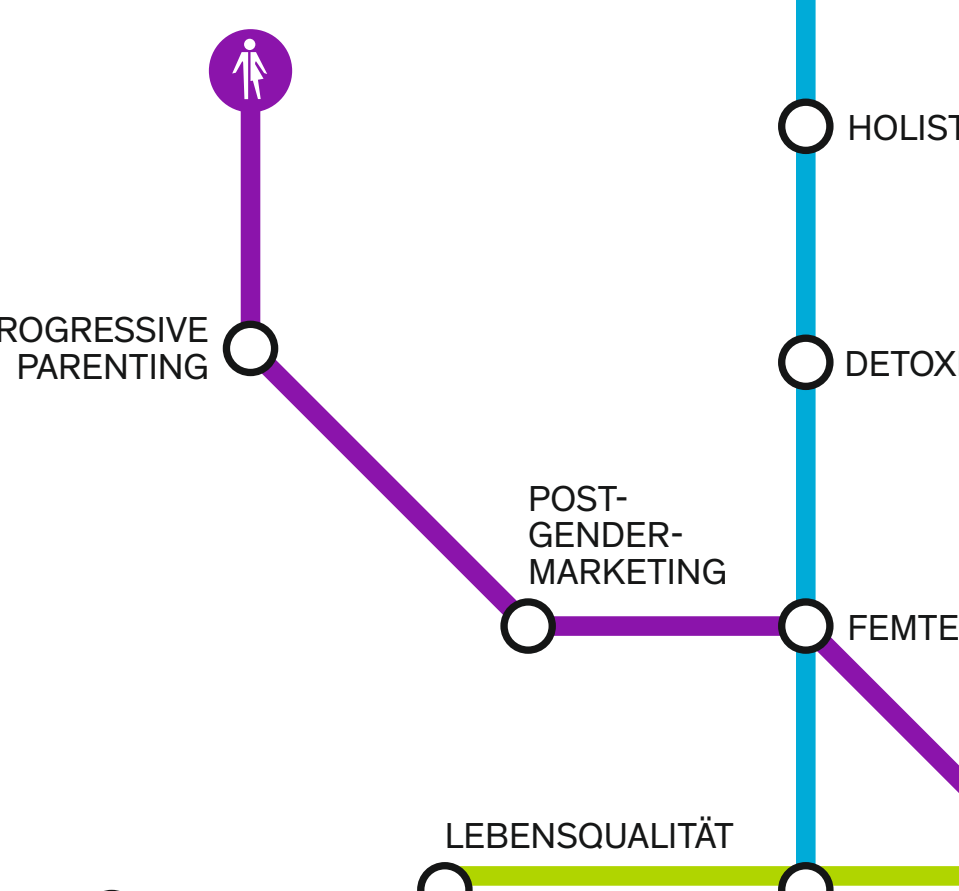 HOLIST
ROGRESSIVE
PARENTING
DETOX
POST-
GENDER-
MARKETING
FEMTE
LEBENSQUALITÄT